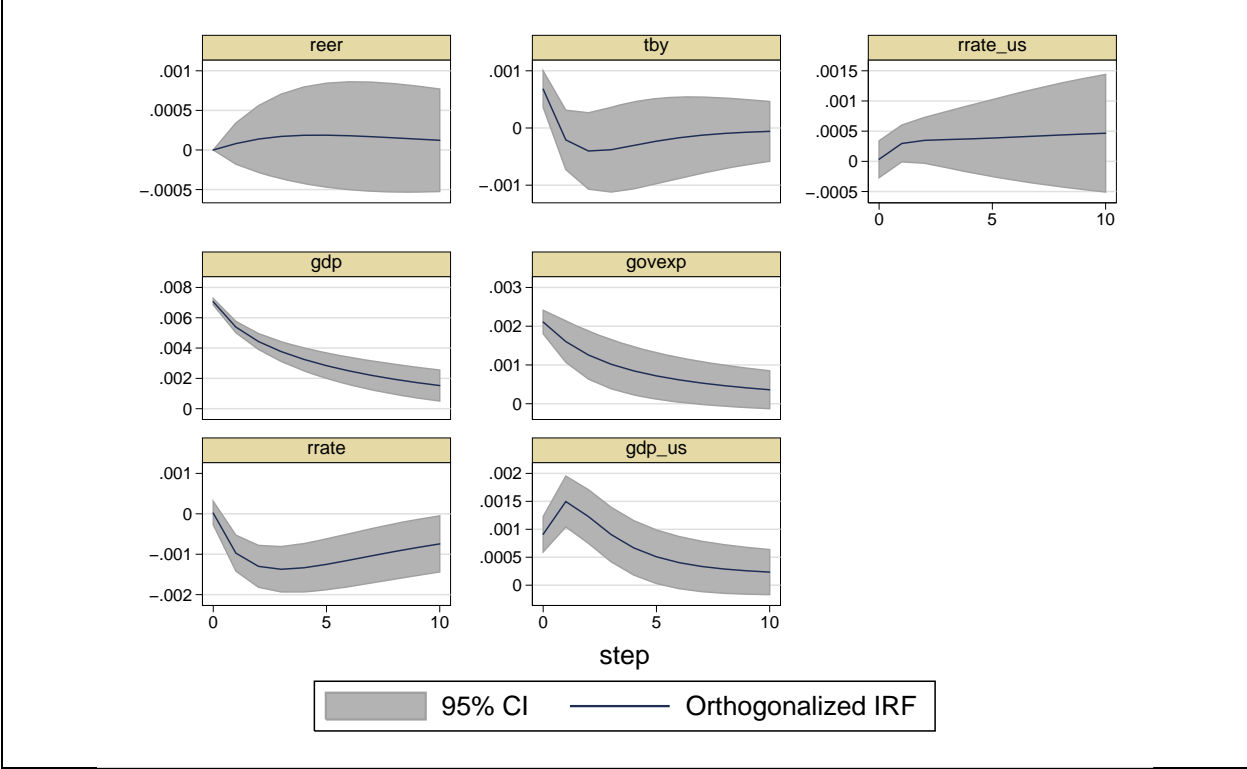 reer
tby
rrate_us
.001
.0005
0
−.0005
.001
0
−.001
.0015
.001
.0005
0
−.0005
0 5 10
gdp
govexp
.008
.006
.004
.002
0
.003
.002
.001
0
rrate
gdp_us
.001
0
−.001
−.002
0 5 10
.002
.0015
.001
.0005
0
0 5 10
step
95% CI
Orthogonalized IRF